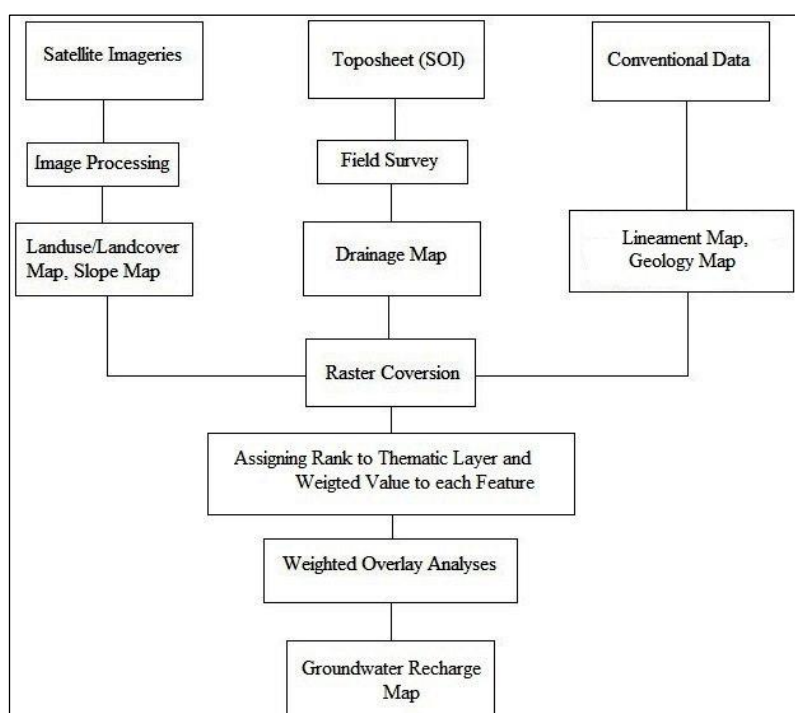 Satellite Imageries
Toposheet (SOI)
Conventional Data
Image Processing
Field Survey
Landuse/Landcover
Map, Slope Map
Drainage Map
Lineament Map,
Geology Map
Raster Coversion
Assigning Rank to Thematic Layer and
Weigted Value to each Feature
Weighted Overlay Analyses
Groundwater Recharge
Map